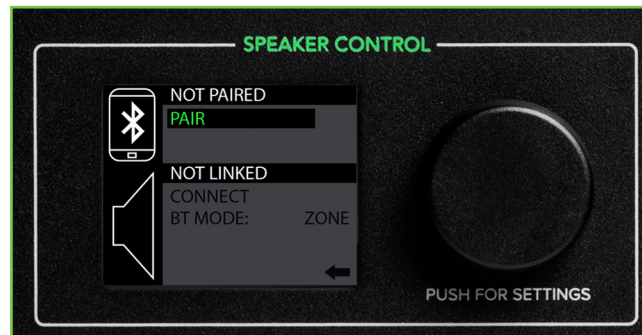 SPEAKER CONTROL
NOT PAIRED
PAIR
NOT LINKED
CONNECT
BT MODE: ZONE
PUSH FOR SETTINGS